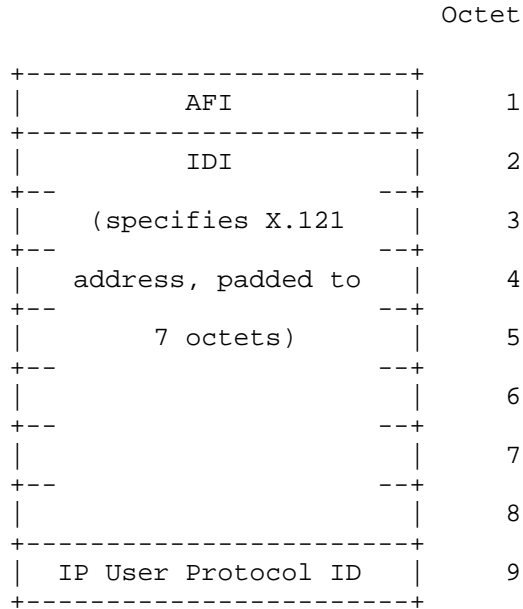 Octet
+------------------------+
|          AFI           |     1
+------------------------+
|          IDI           |     2
+--                    --+
|    (specifies X.121    |     3
+--                    --+
|   address, padded to   |     4
+--                    --+
|        7 octets)       |     5
+--                    --+
|                        |     6
+--                    --+
|                        |     7
+--                    --+
|                        |     8
+------------------------+
|  IP User Protocol ID   |     9
+------------------------+